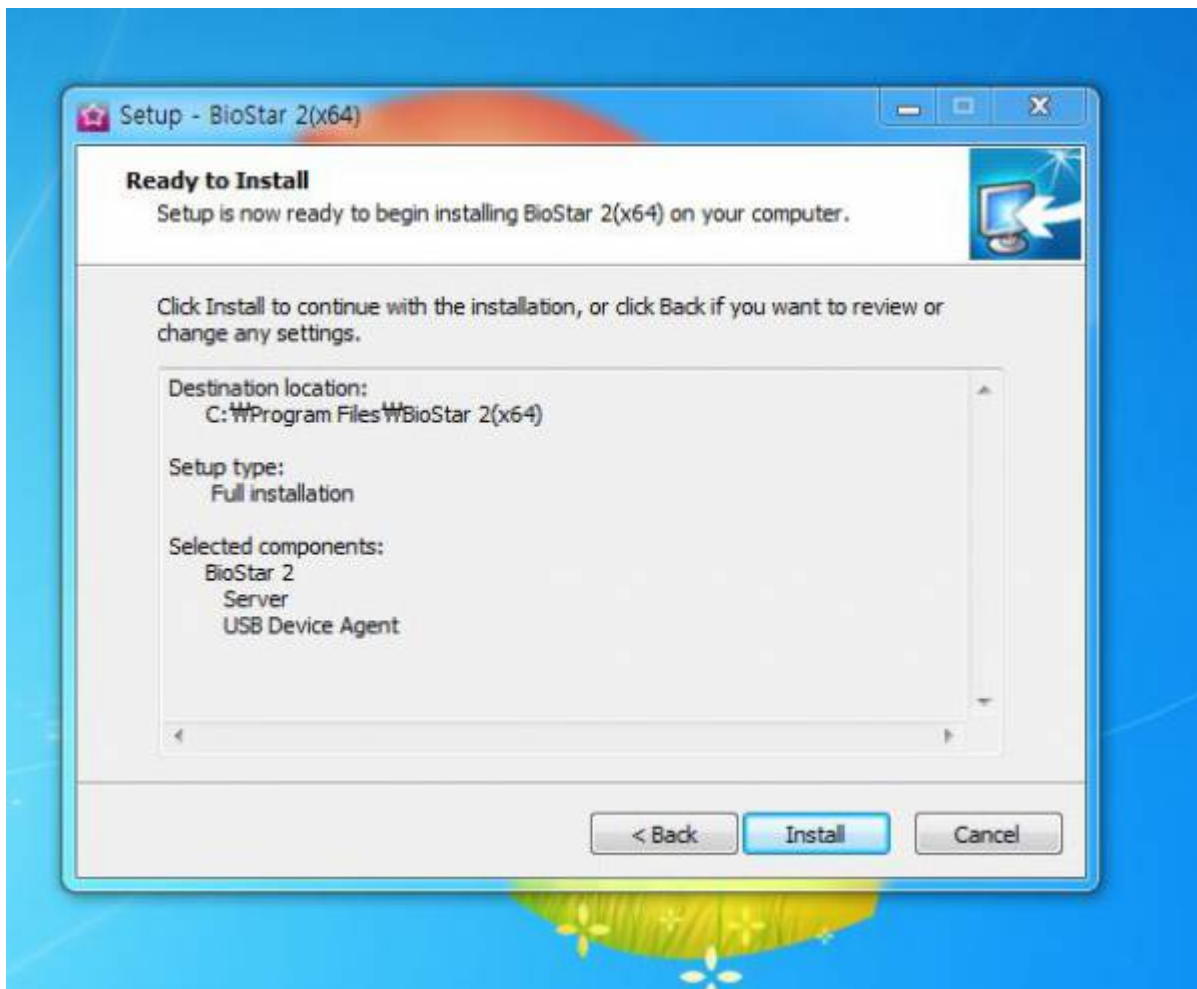 Setup - BioStar 2(x64)
Ready to Install
Setup is now ready to begin installing BioStar 2(x64) on your computer.
Click Install to continue with the installation, or click Back if you want to review or
change any settings.
Destination location:
C:₩Program Files₩BioStar 2(x64)
Setup type:
Full installation
Selected components:
BioStar 2
Server
USB Device Agent
< Back
Install
Cancel